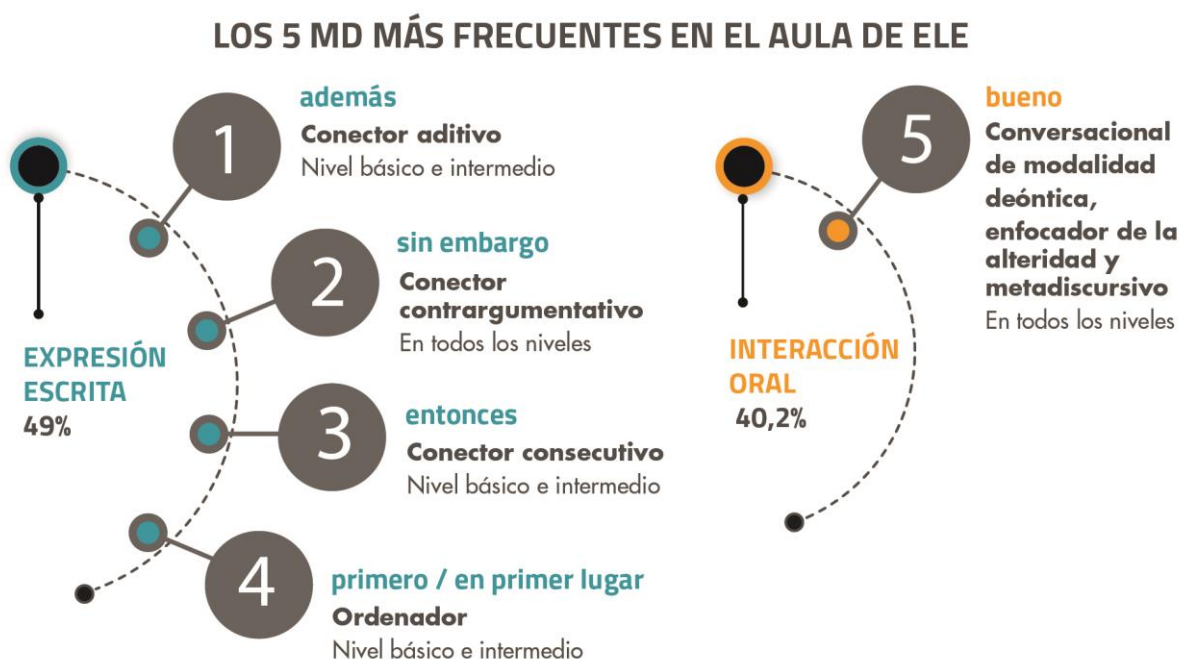 LOS 5 MD MÁS FRECUENTES EN EL AULA DE ELE
EXPRESIÓN
ESCRITA
49%
1
además
Conector aditivo
Nivel básico e intermedio
2
sin embargo
Conector
contrargumentativo
En todos los niveles
3
entonces
Conector consecutivo
Nivel básico e intermedio
4
primero / en primer lugar
Ordenador
Nivel básico e intermedio
INTERACCIÓN
ORAL
40,2%
5
bueno
Conversacional
de modalidad
deóntica,
enfocador de la
alteridad y
metadiscursivo
En todos los niveles